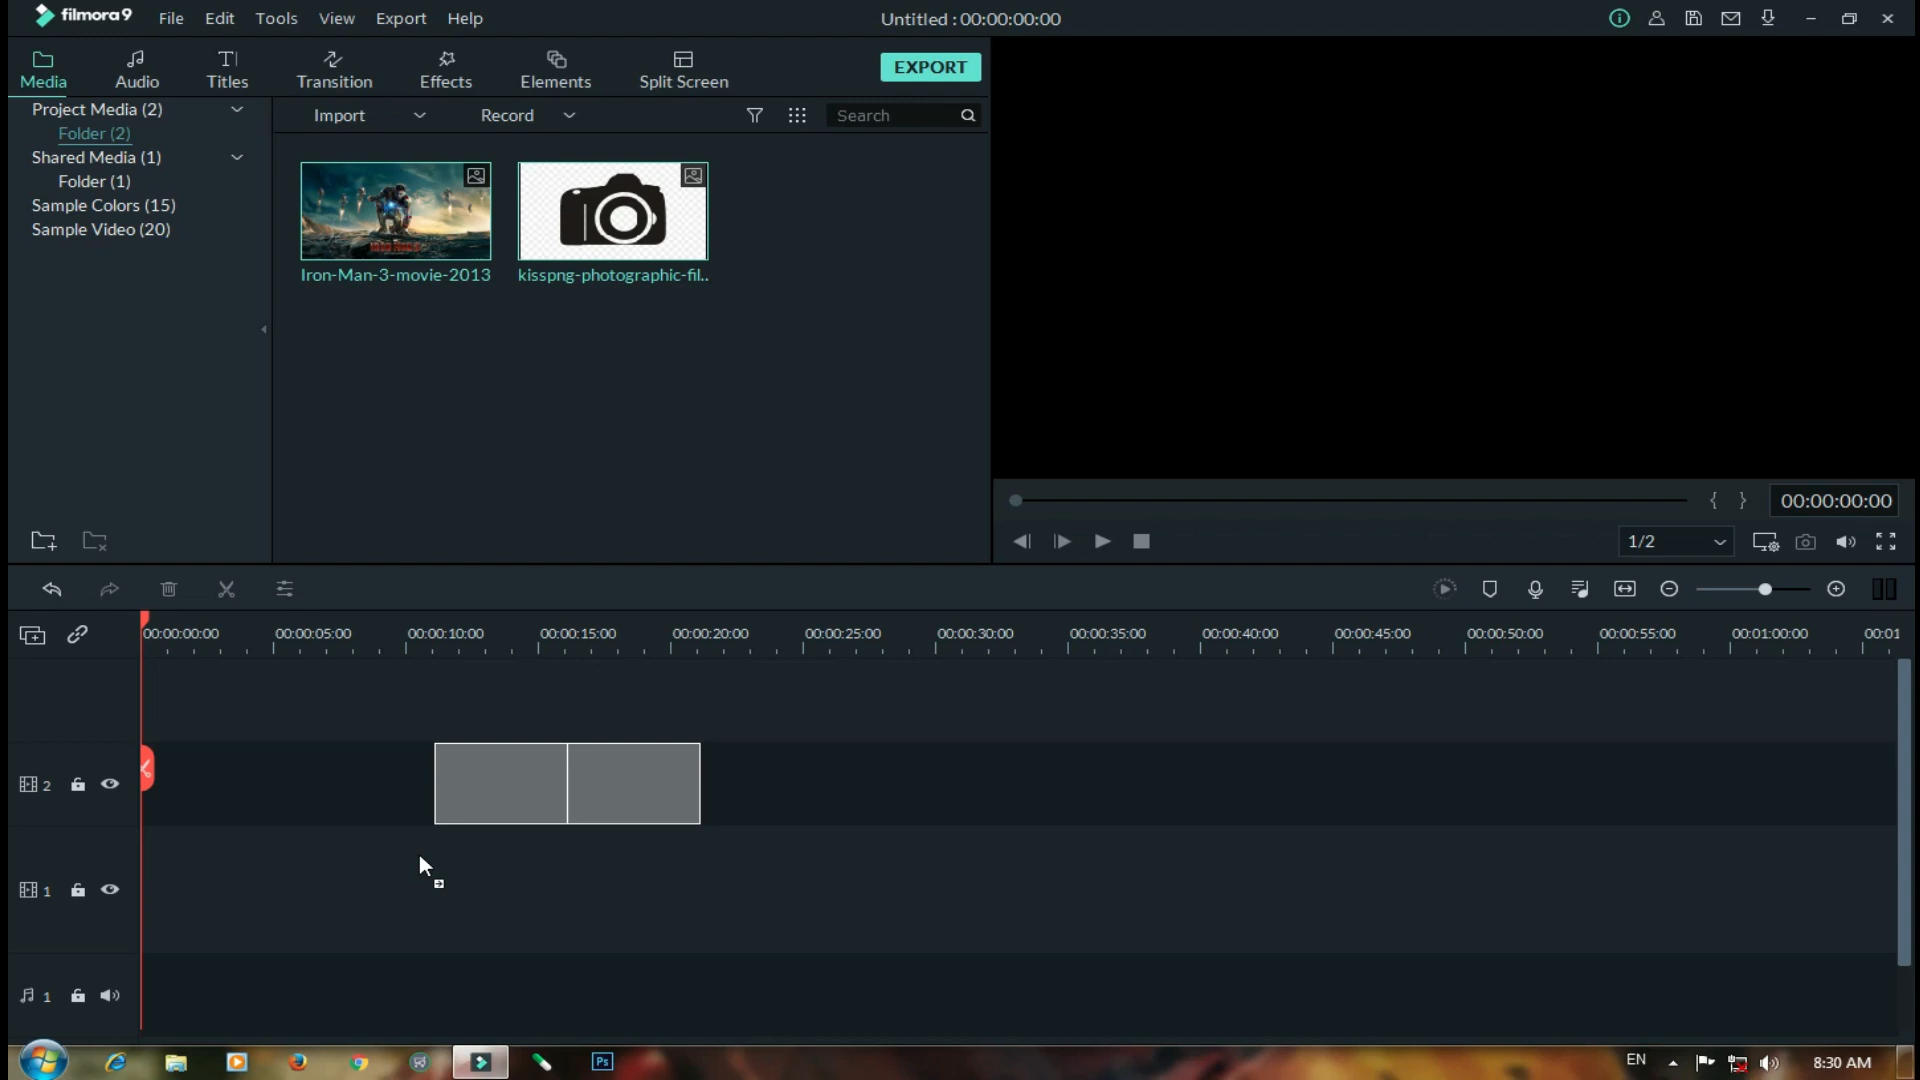 filmora9 File Edit Tools View Export Help Untitled : 00:00:00:00
Media Audio Titles Transition Effects Elements Split Screen EXPORT
Project Media (2)
Folder (2)
Shared Media (1)
Folder (1)
Sample Colors (15)
Sample Video (20)
Import Record Search
Iron-Man-3-movie-2013 kisspng-photographic-fil..
00:00:00:00
1/2
00:00:00:00 00:00:05:00 00:00:10:00 00:00:15:00 00:00:20:00 00:00:25:00 00:00:30:00 00:00:35:00 00:00:40:00 00:00:45:00 00:00:50:00 00:00:55:00 00:01:00:00 00:01
2
1
1
Ps EN 8:30 AM